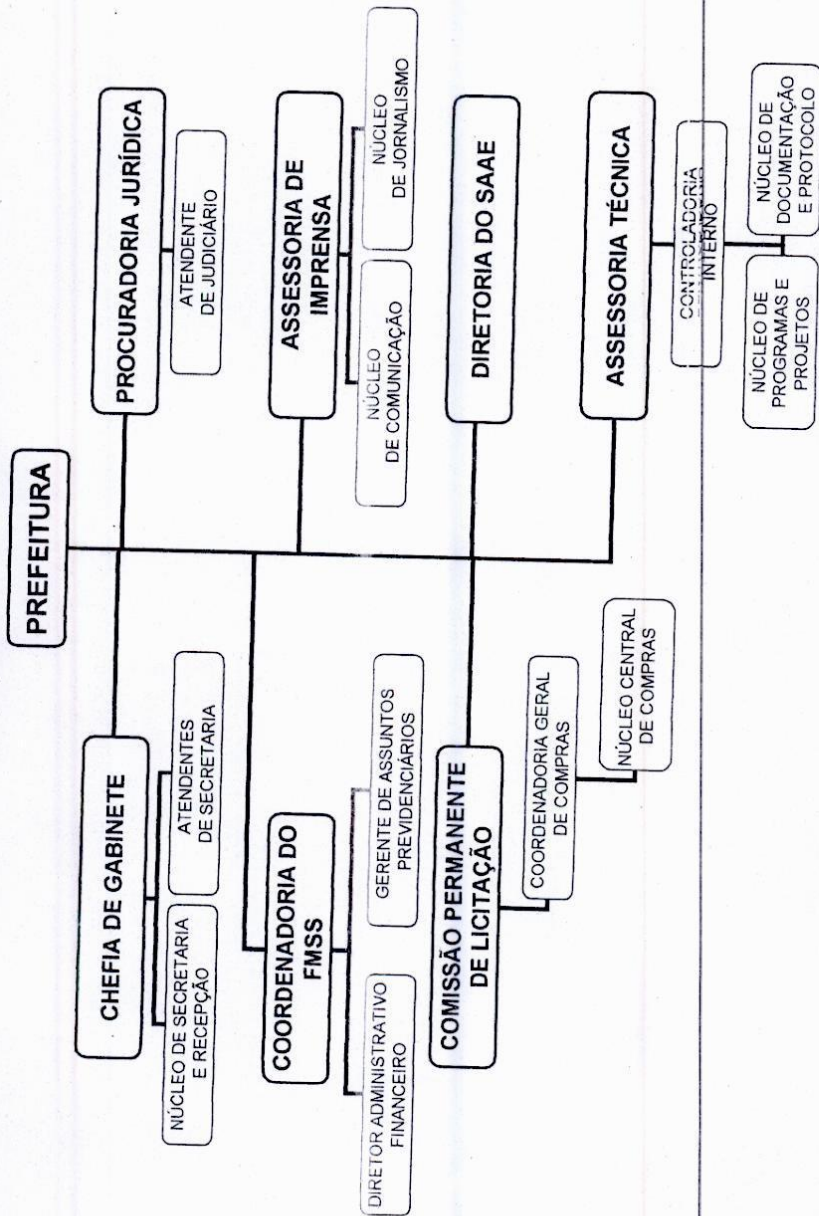 PREFEITURA
CHEFIA DE GABINETE
NÚCLEO DE SECRETARIA
E RECEPÇÃO
ATENDENTES
DE SECRETARIA
PROCURADORIA JURÍDICA
ATENDENTE
DE JUDICIÁRIO
COORDENADORIA DO
FMSS
DIRETOR ADMINISTRATIVO
FINANCEIRO
GERENTE DE ASSUNTOS
PREVIDENCIÁRIOS
ASSESSORIA DE
IMPRENSA
NÚCLEO
DE COMUNICAÇÃO
NÚCLEO
DE JORNALISMO
COMISSÃO PERMANENTE
DE LICITAÇÃO
COORDENADORIA GERAL
DE COMPRAS
NÚCLEO CENTRAL
DE COMPRAS
DIRETORIA DO SAAE
ASSESSORIA TÉCNICA
CONTROLADORIA
INTERNO
NÚCLEO DE
PROGRAMAS E
PROJETOS
NÚCLEO DE
DOCUMENTAÇÃO
E PROTOCOLO